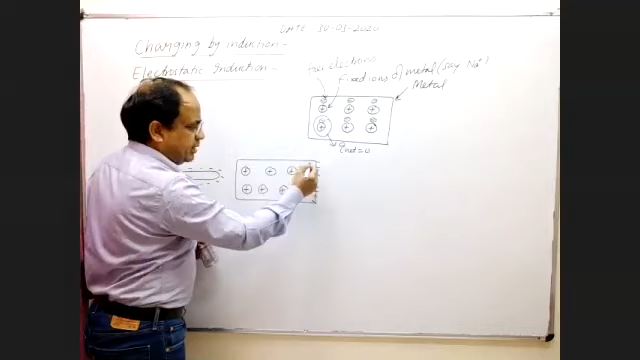 DATE 30-03-2020
Charging by induction-
Electrostatic Induction-
free electrons
fixed ions of metal (say Na⁺)
Metal
qnet = 0